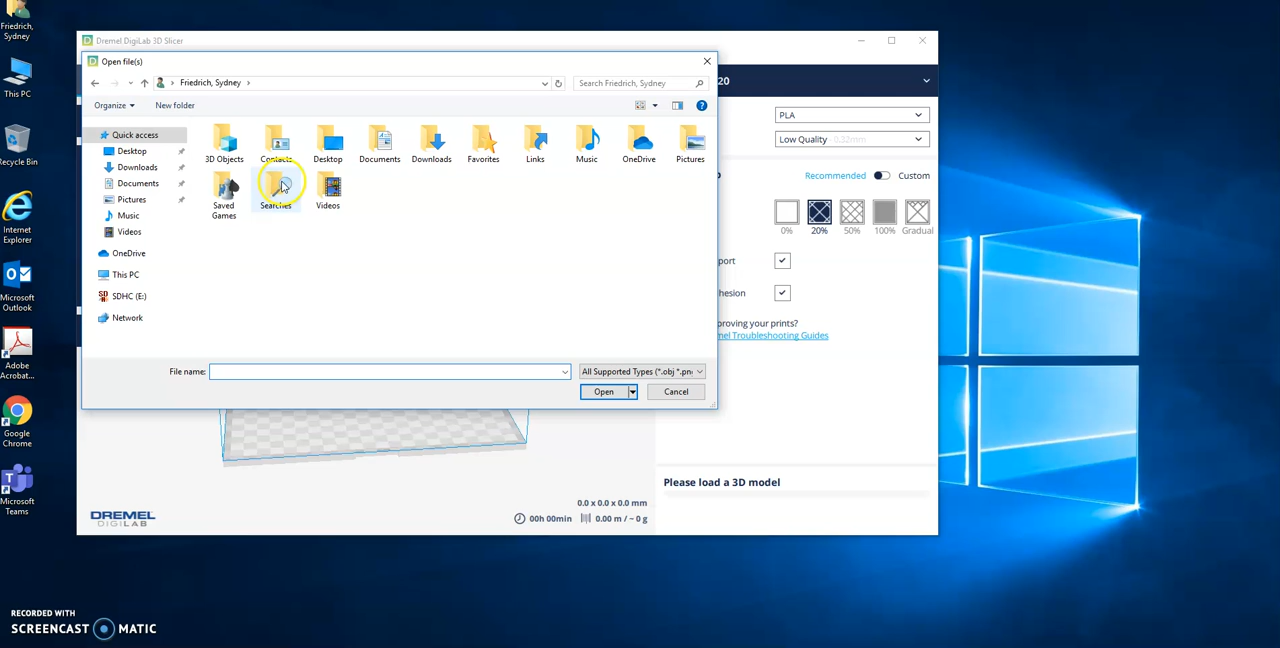 Friedrich,
Sydney
This PC
Recycle Bin
Internet
Explorer
Microsoft
Outlook
Adobe
Acrobat...
Google
Chrome
Microsoft
Teams
Dremel DigiLab 3D Slicer
Open file(s)
Friedrich, Sydney
Search Friedrich, Sydney
Organize
New folder
Quick access
Desktop
Downloads
Documents
Pictures
Music
Videos
OneDrive
This PC
SDHC (E:)
Network
3D Objects
Contacts
Desktop
Documents
Downloads
Favorites
Links
Music
OneDrive
Pictures
Saved
Games
Searches
Videos
File name:
All Supported Types (*.obj *.pn
Open
Cancel
20
PLA
Low Quality 0.32mm
Recommended
Custom
0%
20%
50%
100%
Gradual
port
hesion
proving your prints?
mel Troubleshooting Guides
Please load a 3D model
0.0 x 0.0 x 0.0 mm
00h 00min
0.00 m / ~ 0 g
DREMEL
DIGILAB
RECORDED WITH
SCREENCAST MATIC